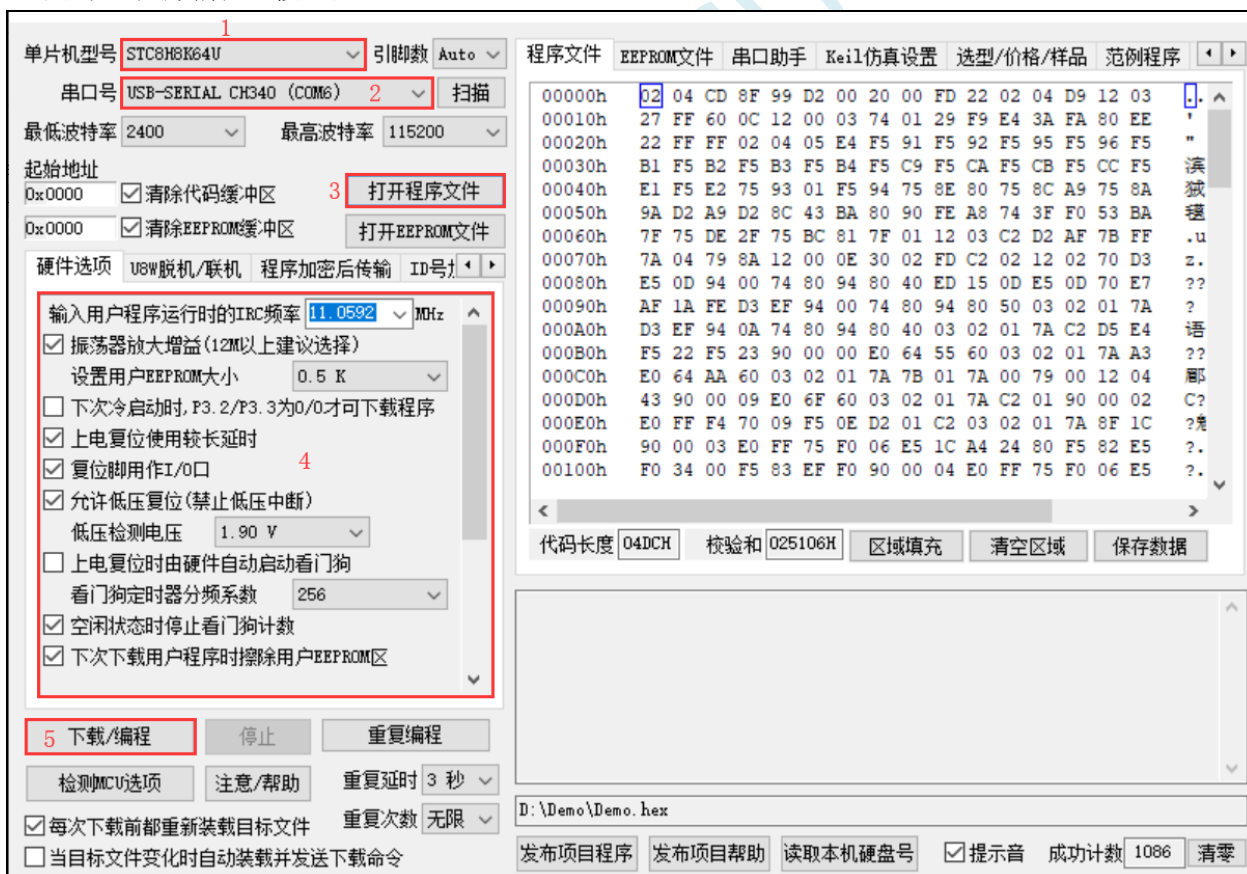 1
单片机型号 STC8H8K64U 引脚数 Auto
串口号 USB-SERIAL CH340 (COM6) 2 扫描
最低波特率 2400 最高波特率 115200
起始地址
0x0000 清除代码缓冲区 3 打开程序文件
0x0000 清除EEPROM缓冲区 打开EEPROM文件
硬件选项 U8W脱机/联机 程序加密后传输 ID号
输入用户程序运行时的IRC频率 11.0592 MHz
振荡器放大增益(12M以上建议选择)
设置用户EEPROM大小 0.5 K
下次冷启动时,P3.2/P3.3为0/0才可下载程序
上电复位使用较长延时
复位脚用作I/O口 4
允许低压复位(禁止低压中断)
低压检测电压 1.90 V
上电复位时由硬件自动启动看门狗
看门狗定时器分频系数 256
空闲状态时停止看门狗计数
下次下载用户程序时擦除用户EEPROM区
5 下载/编程 停止 重复编程
检测MCU选项 注意/帮助 重复延时 3 秒
每次下载前都重新装载目标文件 重复次数 无限
当目标文件变化时自动装载并发送下载命令
程序文件 EEPROM文件 串口助手 Keil仿真设置 选型/价格/样品 范例程序
00000h 02 04 CD 8F 99 D2 00 20 00 FD 22 02 04 D9 12 03 ..
00010h 27 FF 60 0C 12 00 03 74 01 29 F9 E4 3A FA 80 EE '
00020h 22 FF FF 02 04 05 E4 F5 91 F5 92 F5 95 F5 96 F5 "
00030h B1 F5 B2 F5 B3 F5 B4 F5 C9 F5 CA F5 CB F5 CC F5
00040h E1 F5 E2 75 93 01 F5 94 75 8E 80 75 8C A9 75 8A
00050h 9A D2 A9 D2 8C 43 BA 80 90 FE A8 74 3F F0 53 BA
00060h 7F 75 DE 2F 75 BC 81 7F 01 12 03 C2 D2 AF 7B FF .u
00070h 7A 04 79 8A 12 00 0E 30 02 FD C2 02 12 02 70 D3 z.
00080h E5 0D 94 00 74 80 94 80 40 ED 15 0D E5 0D 70 E7 ??
00090h AF 1A FE D3 EF 94 00 74 80 94 80 50 03 02 01 7A ?
000A0h D3 EF 94 0A 74 80 94 80 40 03 02 01 7A C2 D5 E4 语
000B0h F5 22 F5 23 90 00 00 E0 64 55 60 03 02 01 7A A3 ??
000C0h E0 64 AA 60 03 02 01 7A 7B 01 7A 00 79 00 12 04
000D0h 43 90 00 09 E0 6F 60 03 02 01 7A C2 01 90 00 02 C?
000E0h E0 FF F4 70 09 F5 0E D2 01 C2 03 02 01 7A 8F 1C
000F0h 90 00 03 E0 FF 75 F0 06 E5 1C A4 24 80 F5 82 E5 ?.
00100h F0 34 00 F5 83 EF F0 90 00 04 E0 FF 75 F0 06 E5 ?.
代码长度 04DCH 校验和 025106H 区域填充 清空区域 保存数据
D:\Demo\Demo.hex
发布项目程序 发布项目帮助 读取本机硬盘号 提示音 成功计数 1086 清零